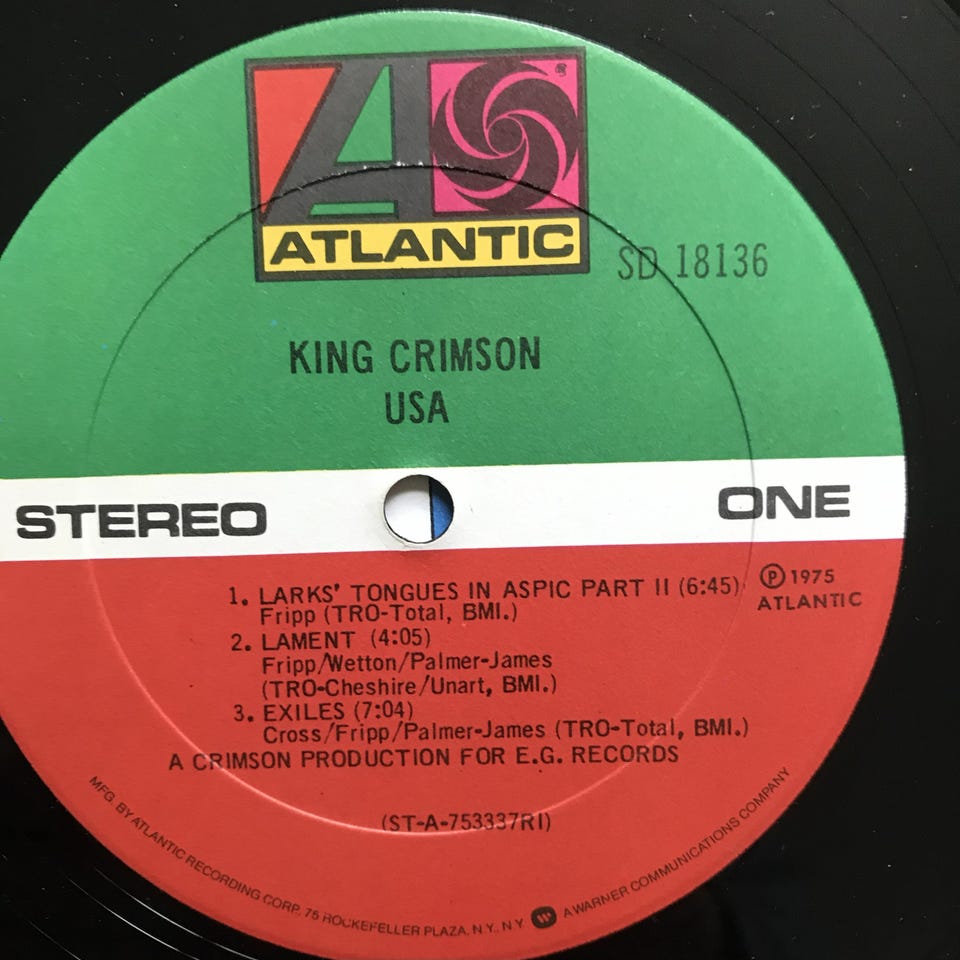 ATLANTIC
SD 18136
KING CRIMSON
USA
STEREO
ONE
1. LARKS' TONGUES IN ASPIC PART II (6:45)
Fripp (TRO-Total, BMI.)
2. LAMENT (4:05)
Fripp/Wetton/Palmer-James
(TRO-Cheshire/Unart, BMI.)
3. EXILES (7:04)
Cross/Fripp/Palmer-James (TRO-Total, BMI.)
A CRIMSON PRODUCTION FOR E.G. RECORDS
Ⓟ 1975
ATLANTIC
(ST-A-753337RI)
MFG. BY ATLANTIC RECORDING CORP. 75 ROCKEFELLER PLAZA, N.Y., N.Y. A WARNER COMMUNICATIONS COMPANY